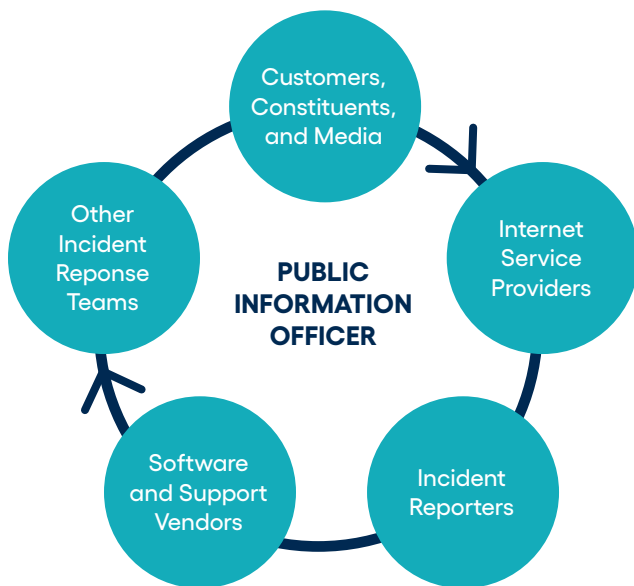 Customers,
Constituents,
and Media
Internet
Service
Providers
Incident
Reporters
Software
and Support
Vendors
Other
Incident
Reponse
Teams
PUBLIC
INFORMATION
OFFICER